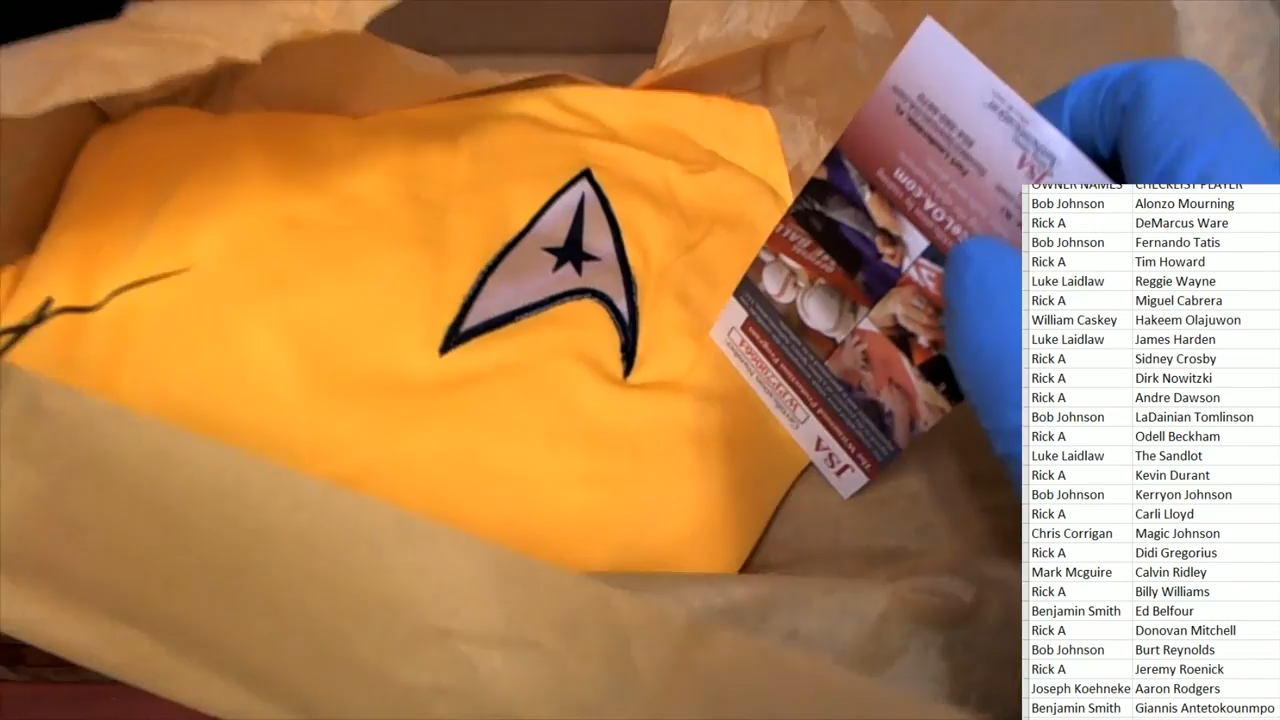 OWNER NAMES CHECKLIST PLAYER
Bob Johnson Alonzo Mourning
Rick A DeMarcus Ware
Bob Johnson Fernando Tatis
Rick A Tim Howard
Luke Laidlaw Reggie Wayne
Rick A Miguel Cabrera
William Caskey Hakeem Olajuwon
Luke Laidlaw James Harden
Rick A Sidney Crosby
Rick A Dirk Nowitzki
Rick A Andre Dawson
Bob Johnson LaDainian Tomlinson
Rick A Odell Beckham
Luke Laidlaw The Sandlot
Rick A Kevin Durant
Bob Johnson Kerryon Johnson
Rick A Carli Lloyd
Chris Corrigan Magic Johnson
Rick A Didi Gregorius
Mark Mcguire Calvin Ridley
Rick A Billy Williams
Benjamin Smith Ed Belfour
Rick A Donovan Mitchell
Bob Johnson Burt Reynolds
Rick A Jeremy Roenick
Joseph Koehneke Aaron Rodgers
Benjamin Smith Giannis Antetokounmpo
JSA
The Witnessed Protection Program